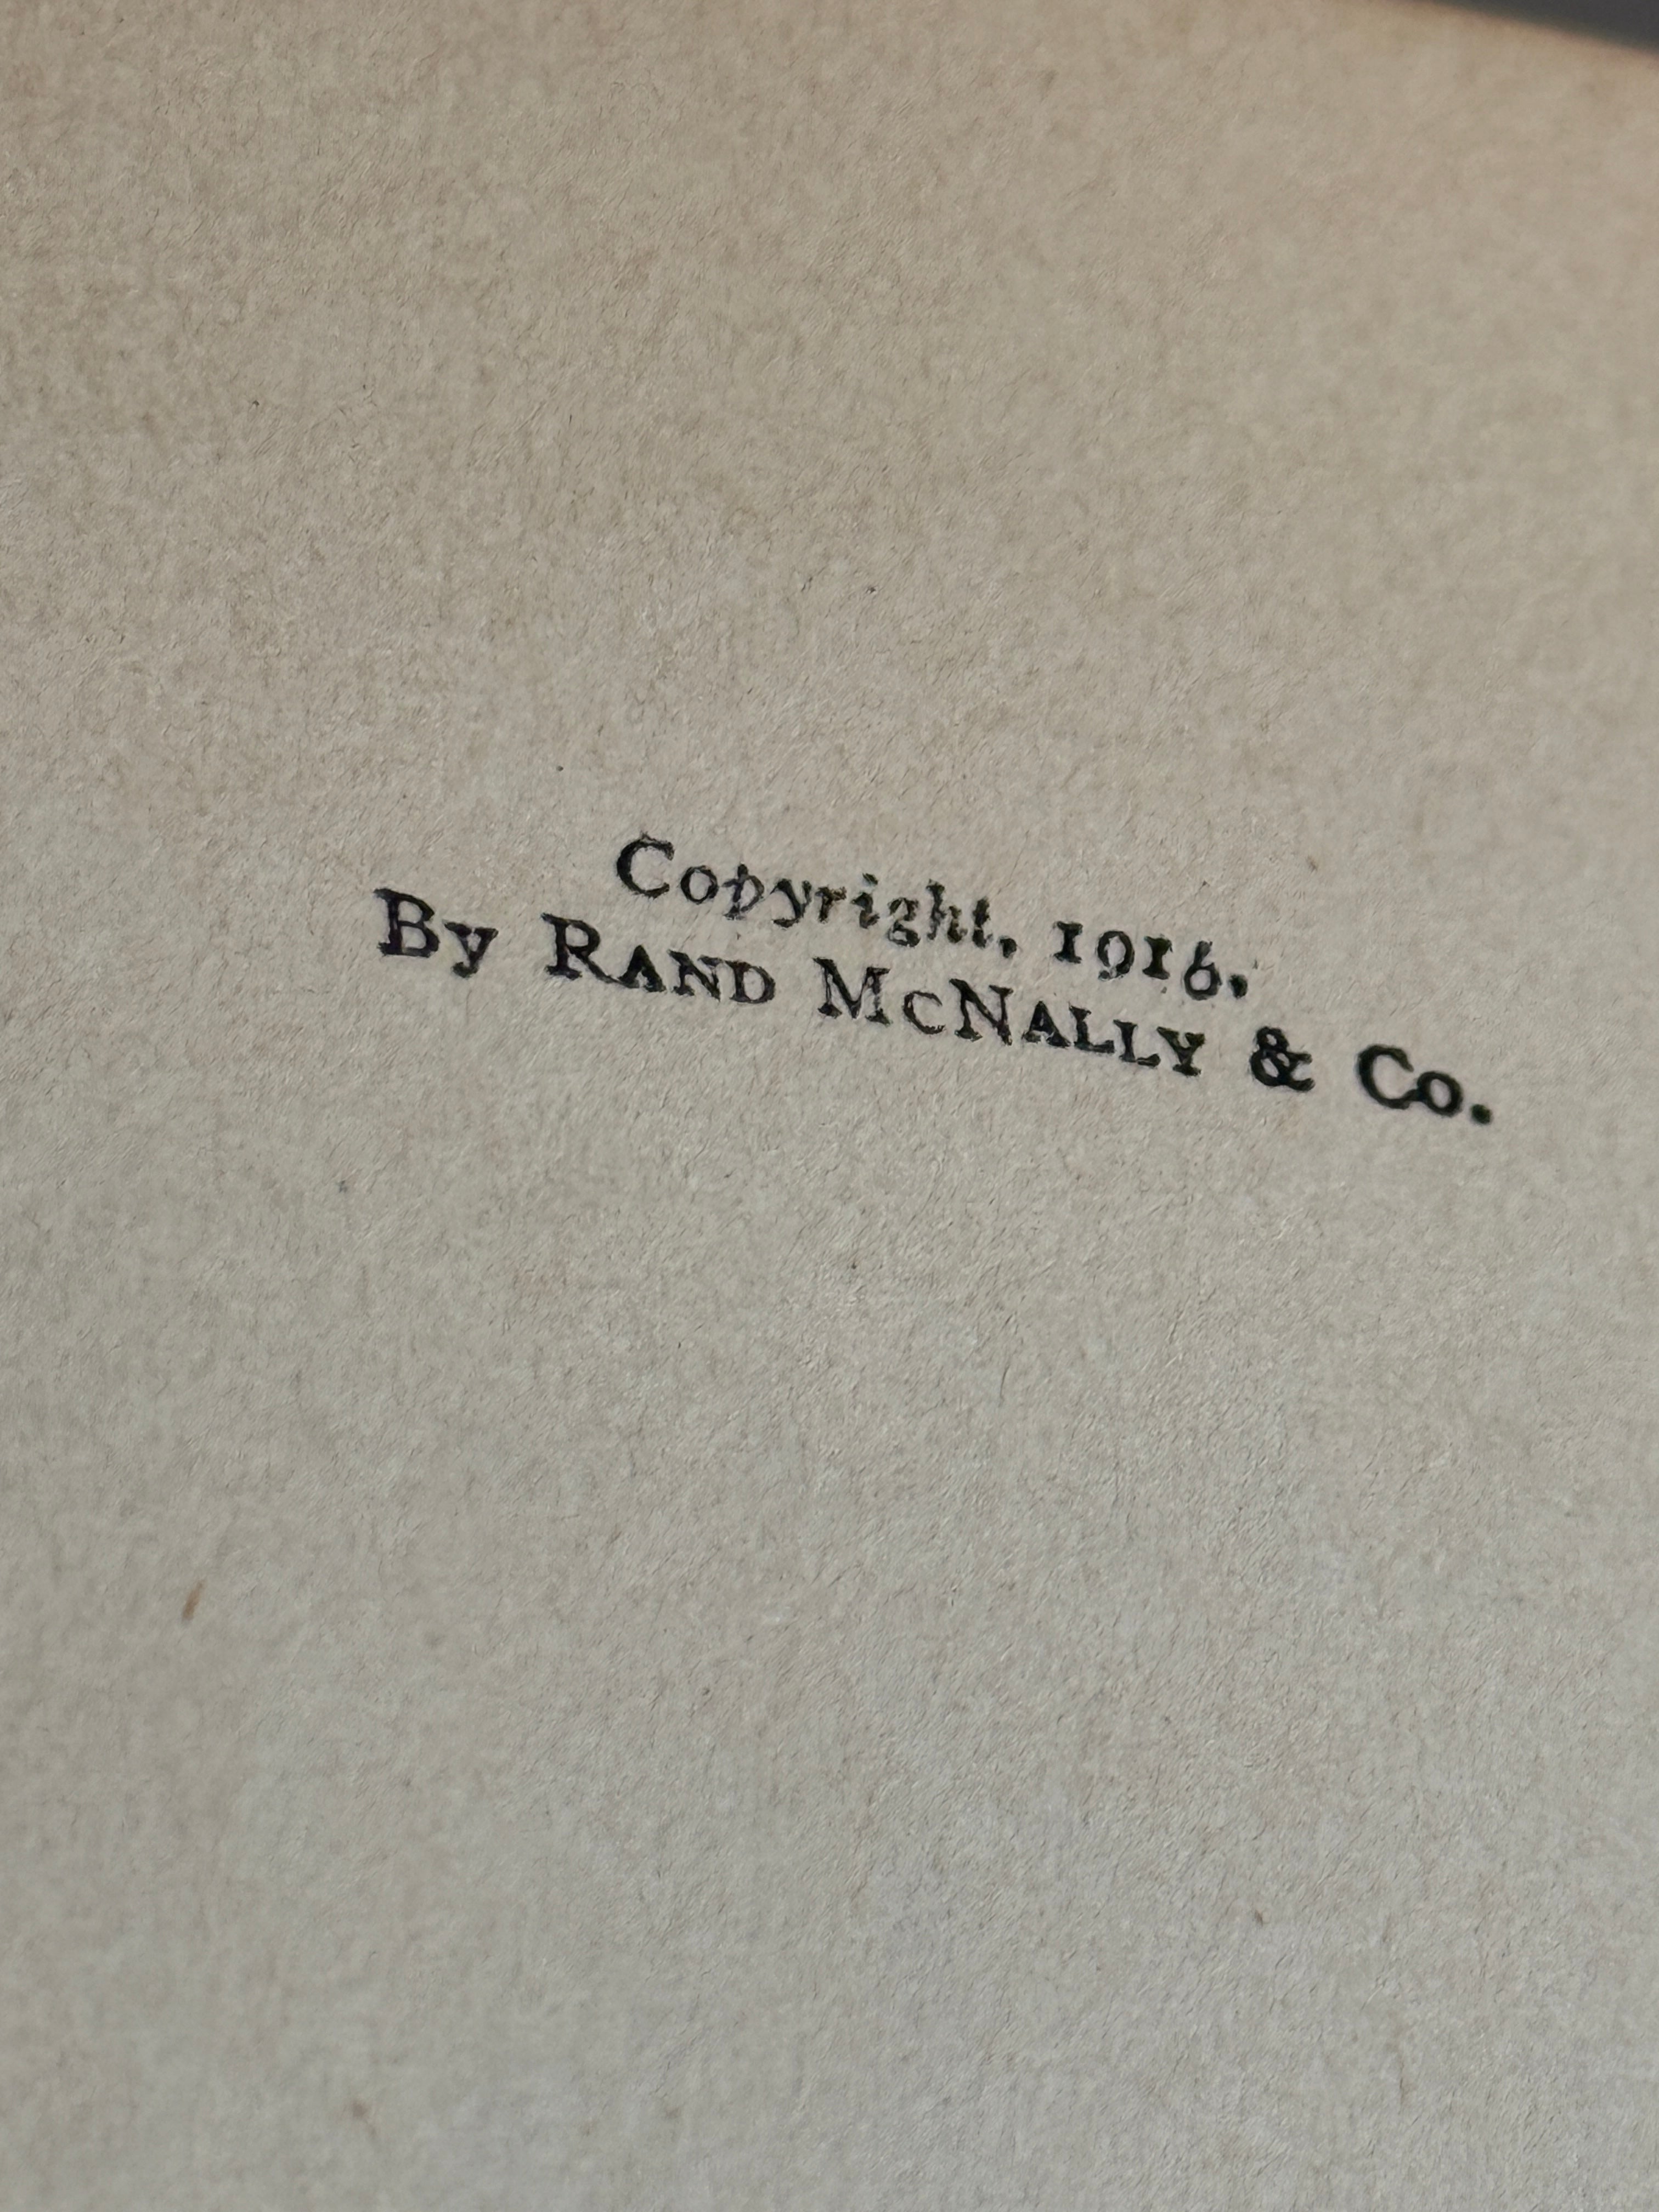 Copyright, 1916,
By RAND MCNALLY & Co.